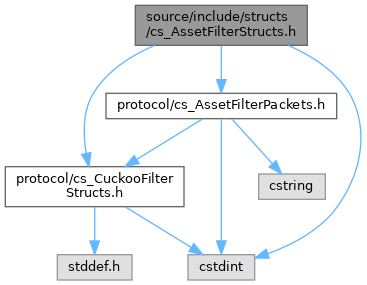 source/include/structs
/cs_AssetFilterStructs.h
protocol/cs_AssetFilterPackets.h
protocol/cs_CuckooFilter
Structs.h
cstring
stddef.h
cstdint